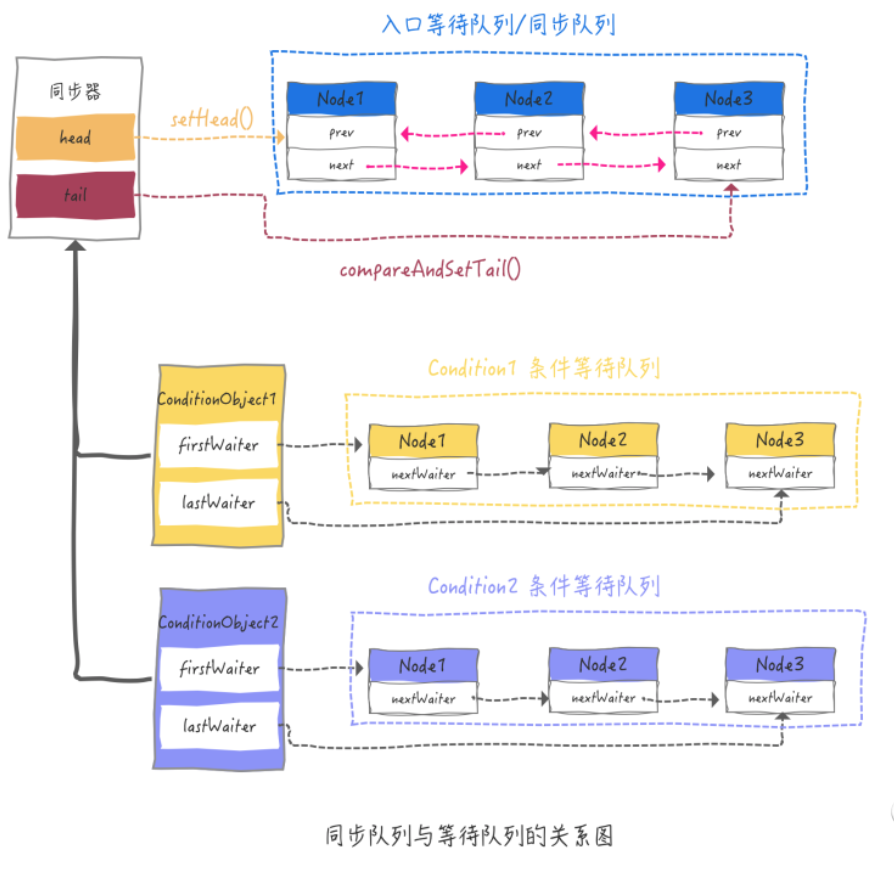 入口等待队列/同步队列
同步器
head
tail
setHead()
Node1
prev
next
Node2
prev
next
Node3
prev
next
compareAndSetTail()
Condition1 条件等待队列
ConditionObject1
firstWaiter
lastWaiter
Node1
nextWaiter
Node2
nextWaiter
Node3
nextWaiter
Condition2 条件等待队列
ConditionObject2
firstWaiter
lastWaiter
Node1
nextWaiter
Node2
nextWaiter
Node3
nextWaiter
同步队列与等待队列的关系图